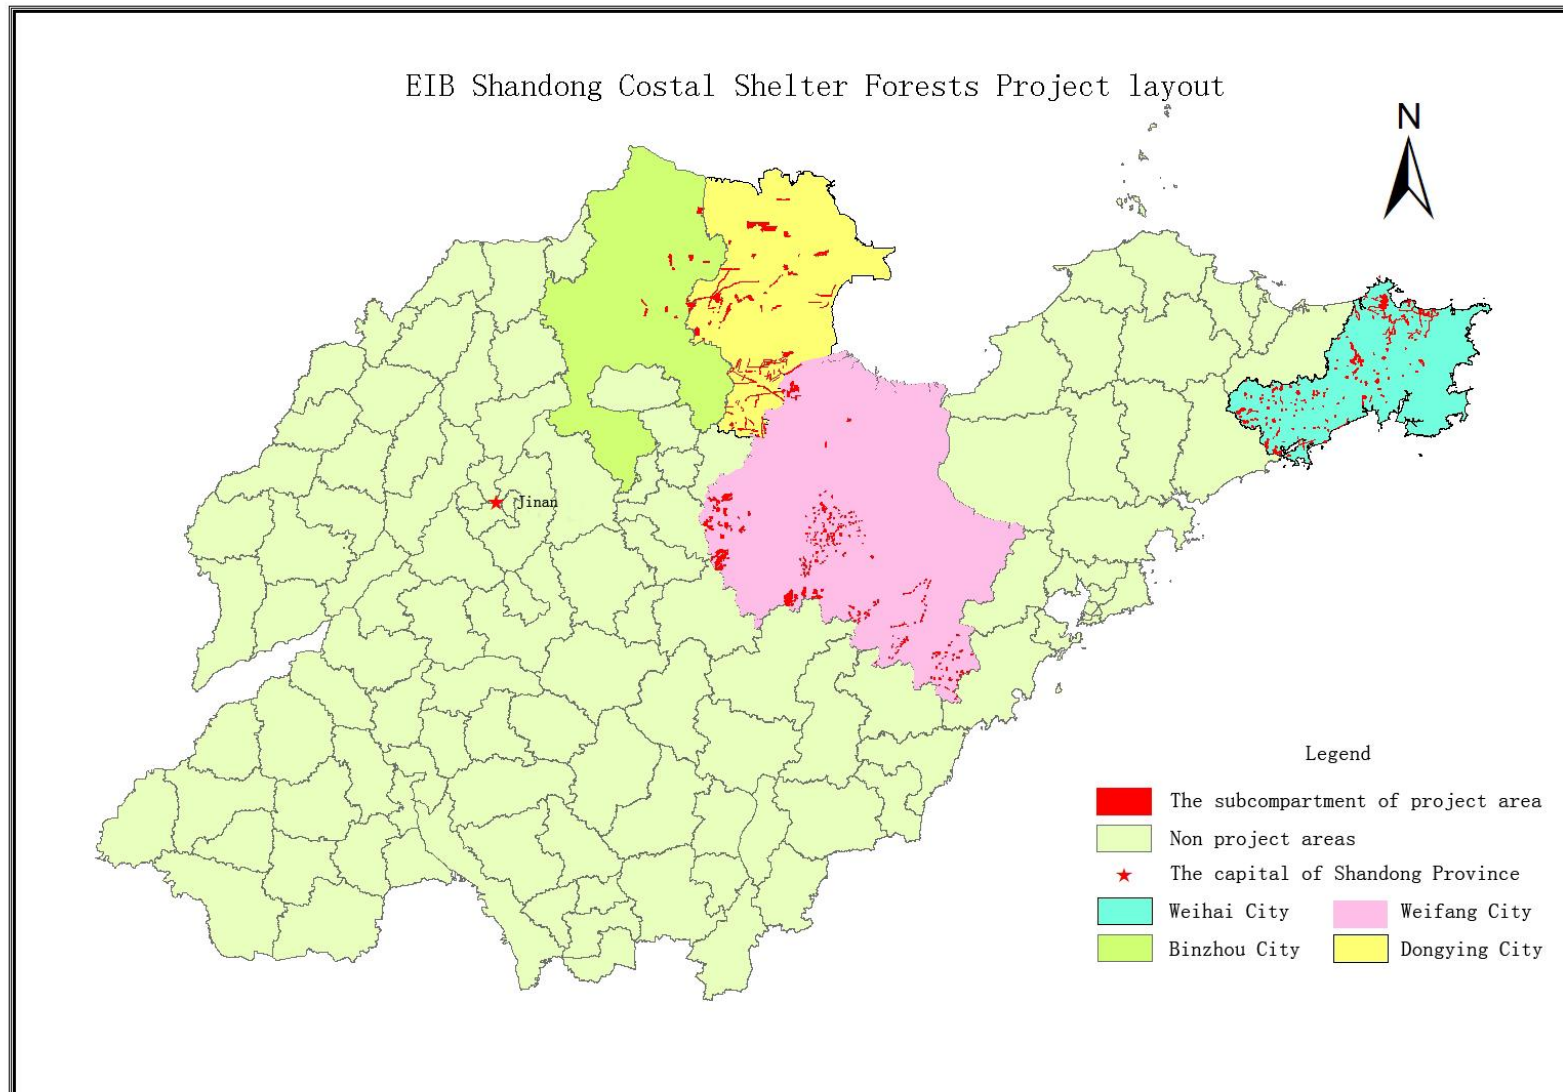 EIB Shandong Costal Shelter Forests Project layout
N
Jinan
Legend
The subcompartment of project area
Non project areas
The capital of Shandong Province
Weihai City
Weifang City
Binzhou City
Dongying City